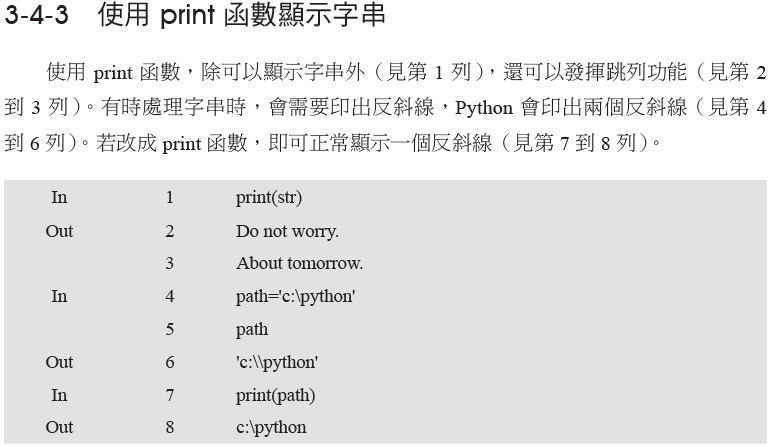 3-4-3 使用 print 函數顯示字串
使用 print 函數，除可以顯示字串外（見第 1 列），還可以發揮跳列功能（見第 2
到 3 列）。有時處理字串時，會需要印出反斜線，Python 會印出兩個反斜線（見第 4
到 6 列）。若改成 print 函數，即可正常顯示一個反斜線（見第 7 到 8 列）。
In 1 print(str)
Out 2 Do not worry.
3 About tomorrow.
In 4 path='c:\python'
5 path
Out 6 'c:\\python'
In 7 print(path)
Out 8 c:\python